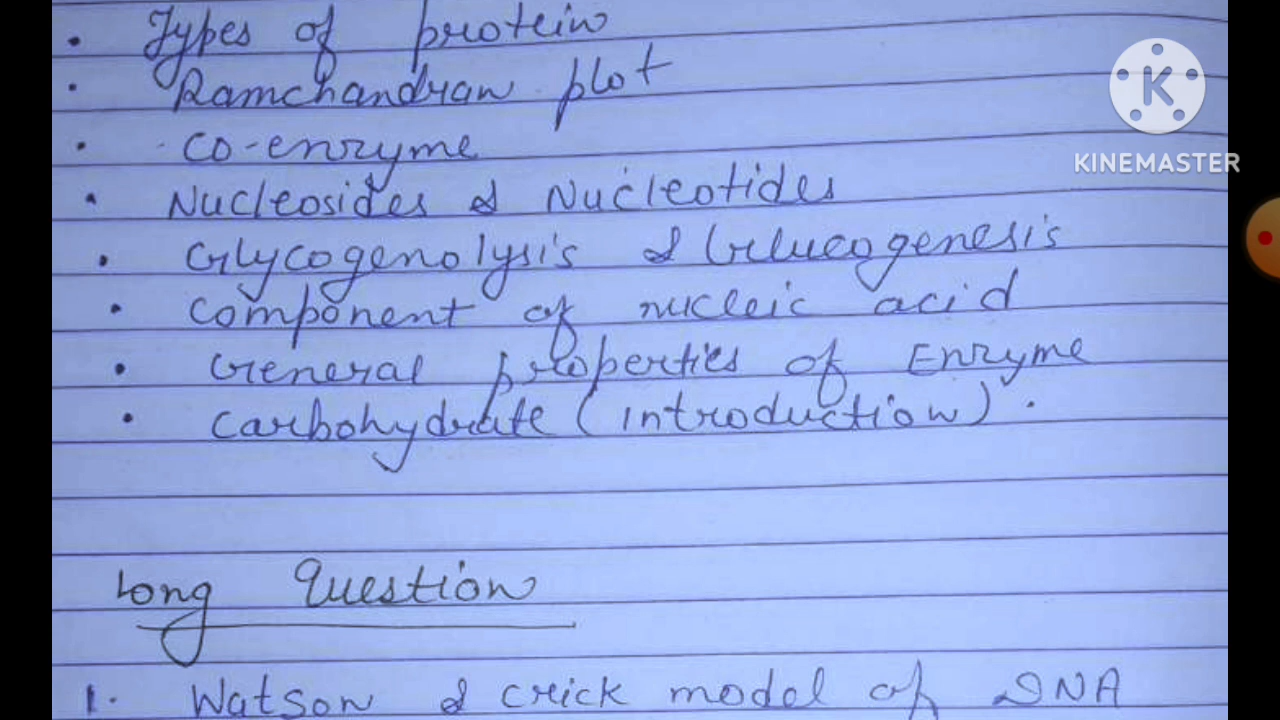 • Types of protein
• Ramchandran plot
• Co-enzyme
• Nucleosides & Nucleotides
• Glycogenolysis & Glucogenesis
• Component of nucleic acid
• General properties of Enzyme
• Carbohydrate (introduction).
Long Question
1. Watson & crick model of DNA
K
KINEMASTER